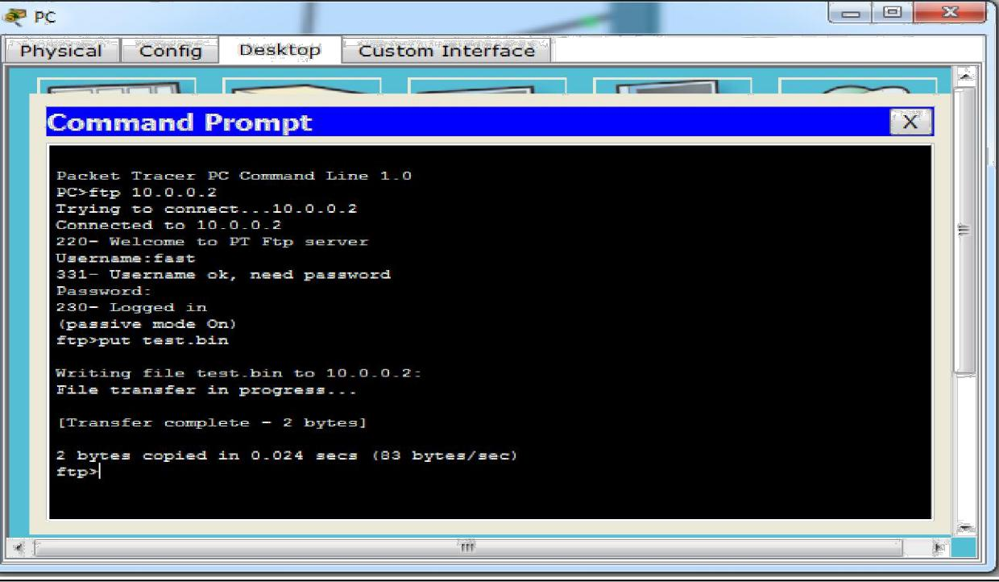 PC
Physical Config Desktop Custom Interface
Command Prompt X
Packet Tracer PC Command Line 1.0
PC>ftp 10.0.0.2
Trying to connect...10.0.0.2
Connected to 10.0.0.2
220- Welcome to PT Ftp server
Username:fast
331- Username ok, need password
Password:
230- Logged in
(passive mode On)
ftp>put test.bin
Writing file test.bin to 10.0.0.2:
File transfer in progress...
[Transfer complete - 2 bytes]
2 bytes copied in 0.024 secs (83 bytes/sec)
ftp>